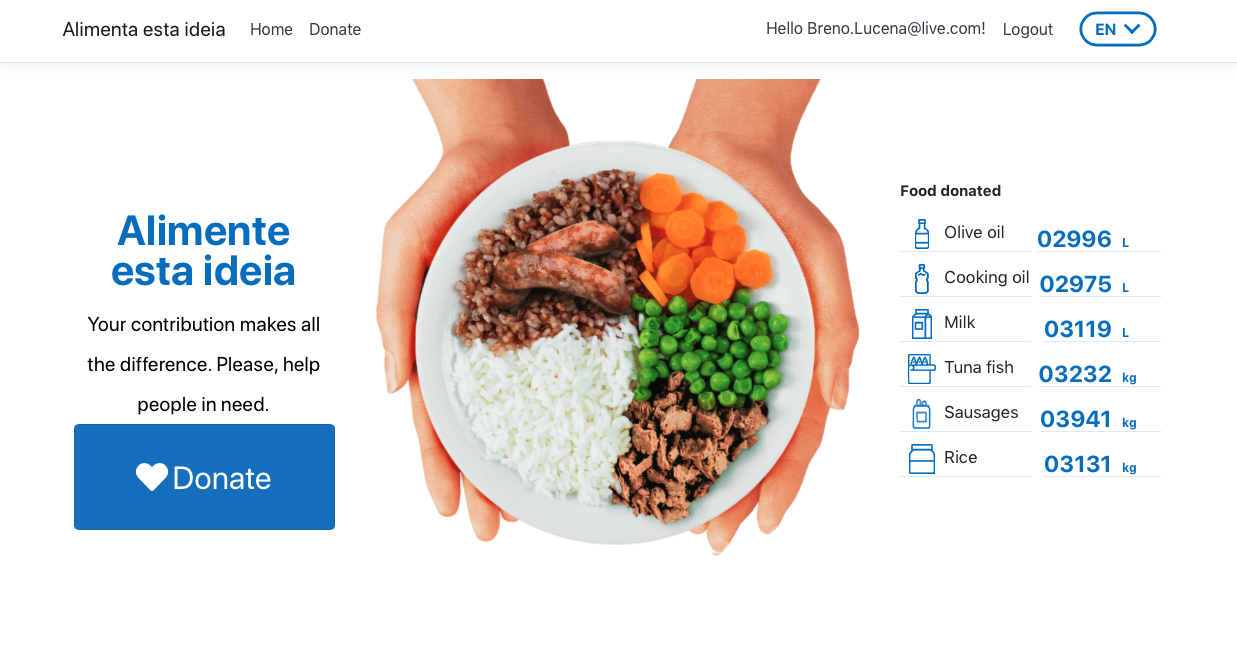 Alimenta esta ideia Home Donate Hello Breno.Lucena@live.com! Logout EN
Alimente
esta ideia
Your contribution makes all
the difference. Please, help
people in need.
Donate
Food donated
Olive oil 02996 L
Cooking oil 02975 L
Milk 03119 L
Tuna fish 03232 kg
Sausages 03941 kg
Rice 03131 kg